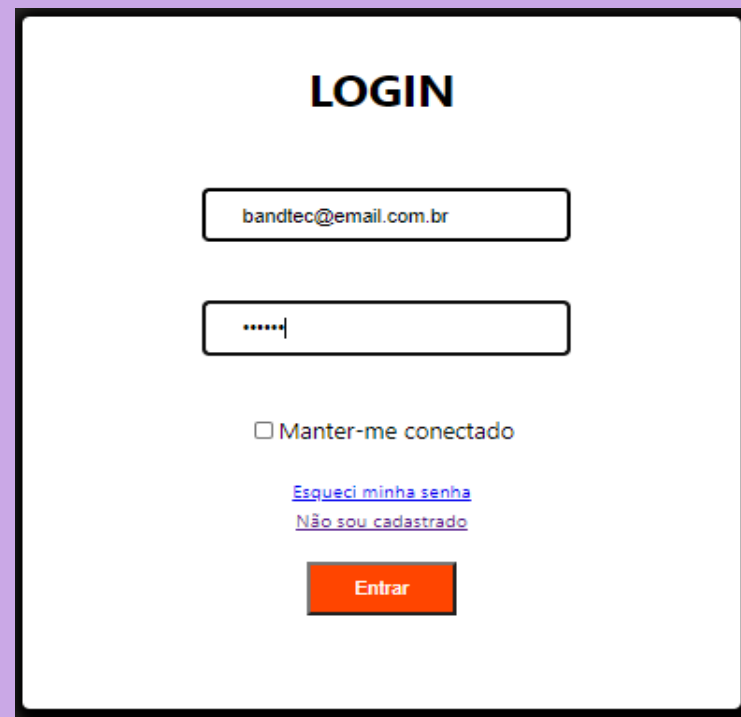 LOGIN
bandtec@email.com.br
••••••
Manter-me conectado
Esqueci minha senha
Não sou cadastrado
Entrar